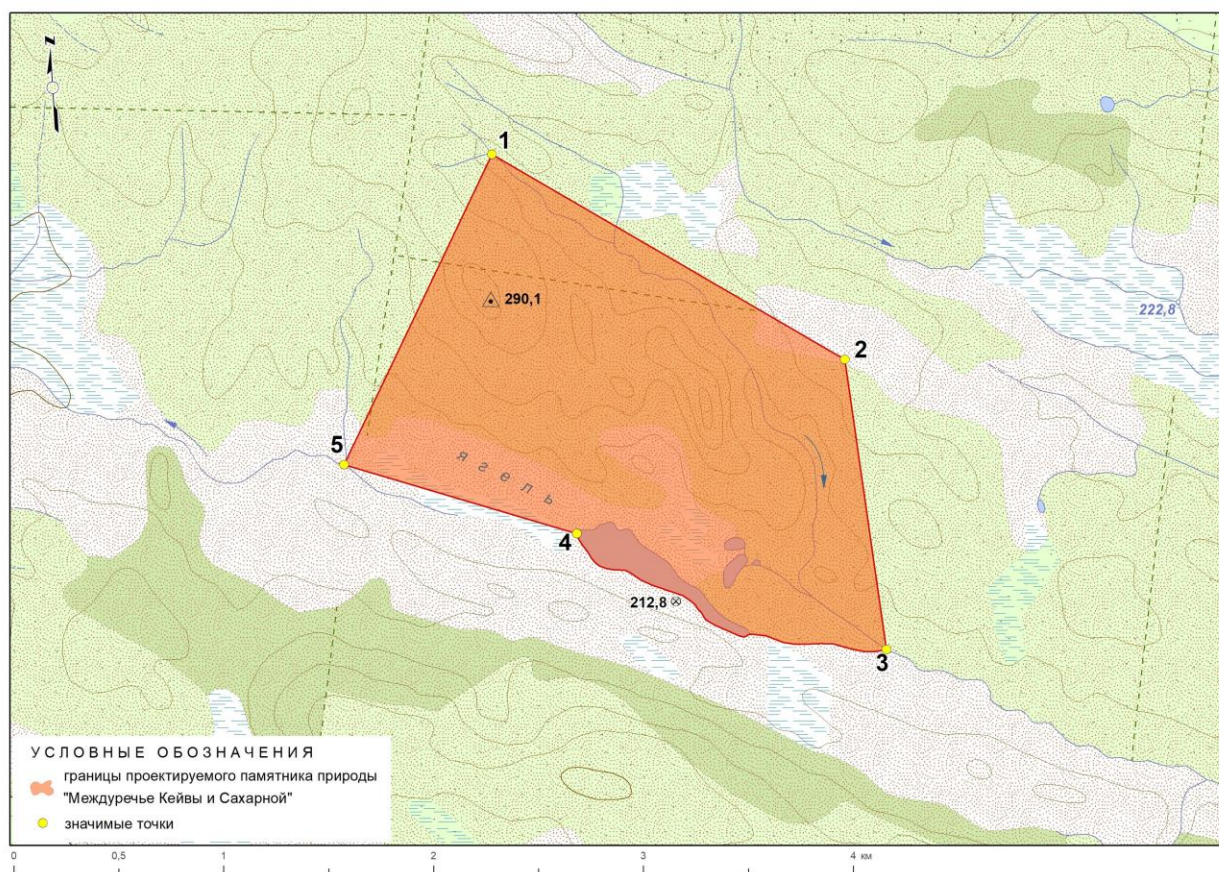 1
290,1
222,8
2
5
ягель
4
212,8
3
УСЛОВНЫЕ ОБОЗНАЧЕНИЯ
границы проектируемого памятника природы
"Междуречье Кейвы и Сахарной"
значимые точки
0 0,5 1 2 3 4 км